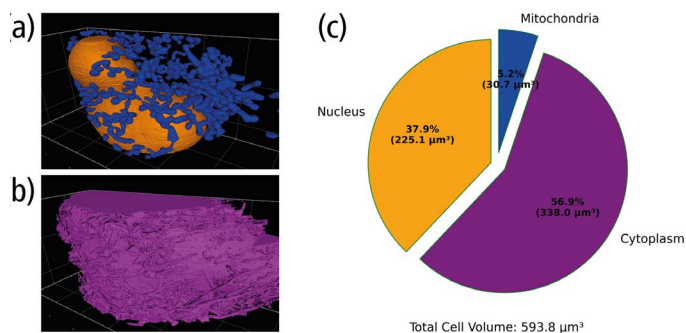 (a)
(b)
(c)
Mitochondria
5.2%
(30.7 µm³)
Nucleus
37.9%
(225.1 µm³)
56.9%
(338.0 µm³)
Cytoplasm
Total Cell Volume: 593.8 µm³